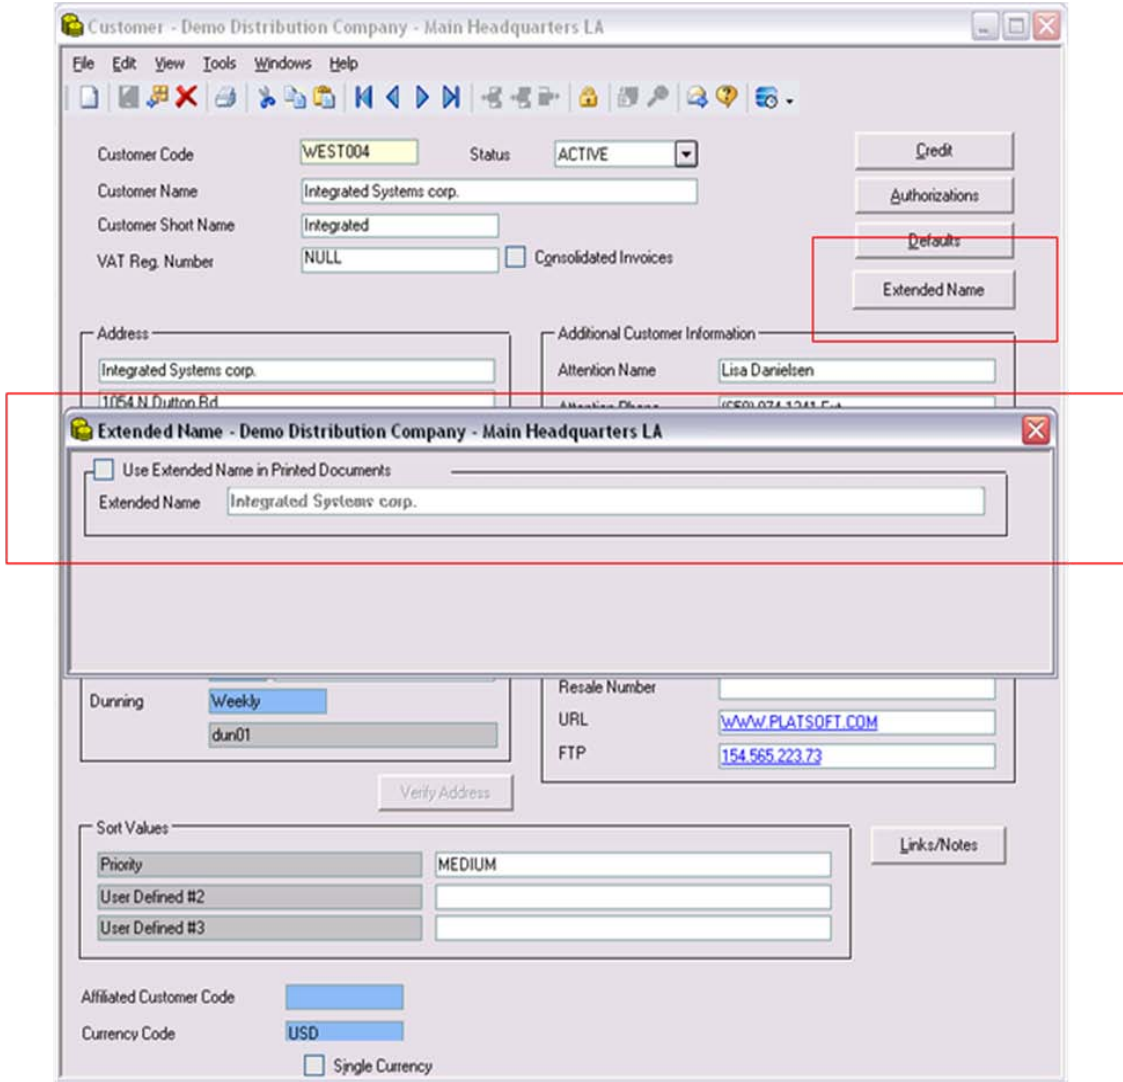 Customer - Demo Distribution Company - Main Headquarters LA
File Edit View Tools Windows Help
Customer Code WEST004 Status ACTIVE Credit
Customer Name Integrated Systems corp. Authorizations
Customer Short Name Integrated Defaults
VAT Reg. Number NULL Consolidated Invoices
Extended Name
Address Additional Customer Information
Integrated Systems corp. Attention Name Lisa Danielsen
1054 N Dutton Rd Attention Phone
Extended Name - Demo Distribution Company - Main Headquarters LA
Use Extended Name in Printed Documents
Extended Name Integrated Systems corp.
Resale Number
Dunning Weekly
URL WWW.PLATSOFT.COM
dun01
FTP 154.565.223.73
Verify Address
Sort Values
Links/Notes
Priority MEDIUM
User Defined #2
User Defined #3
Affiliated Customer Code
Currency Code USD
Single Currency